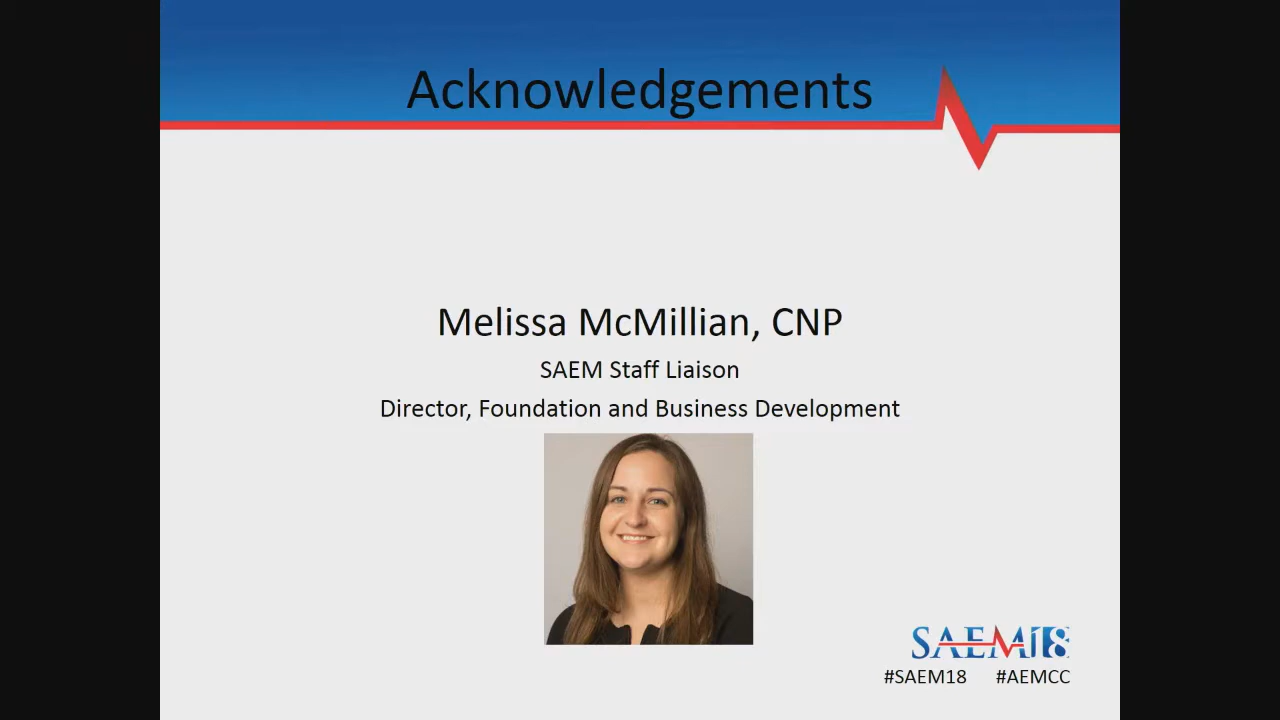 Acknowledgements
Melissa McMillian, CNP
SAEM Staff Liaison
Director, Foundation and Business Development
SAEM18
#SAEM18 #AEMCC